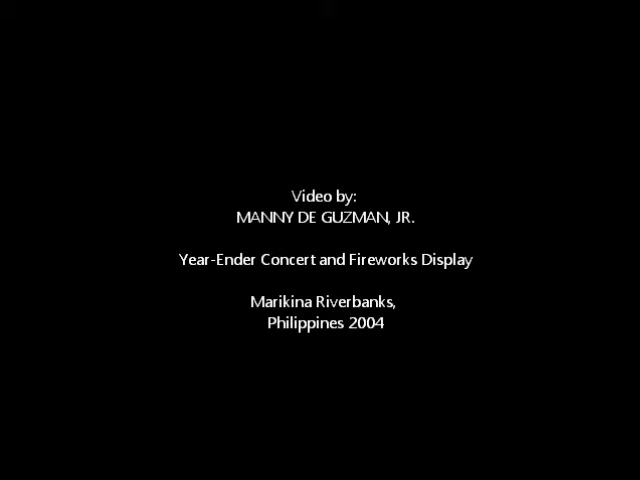 Video by:
MANNY DE GUZMAN, JR.
Year-Ender Concert and Fireworks Display
Marikina Riverbanks,
Philippines 2004